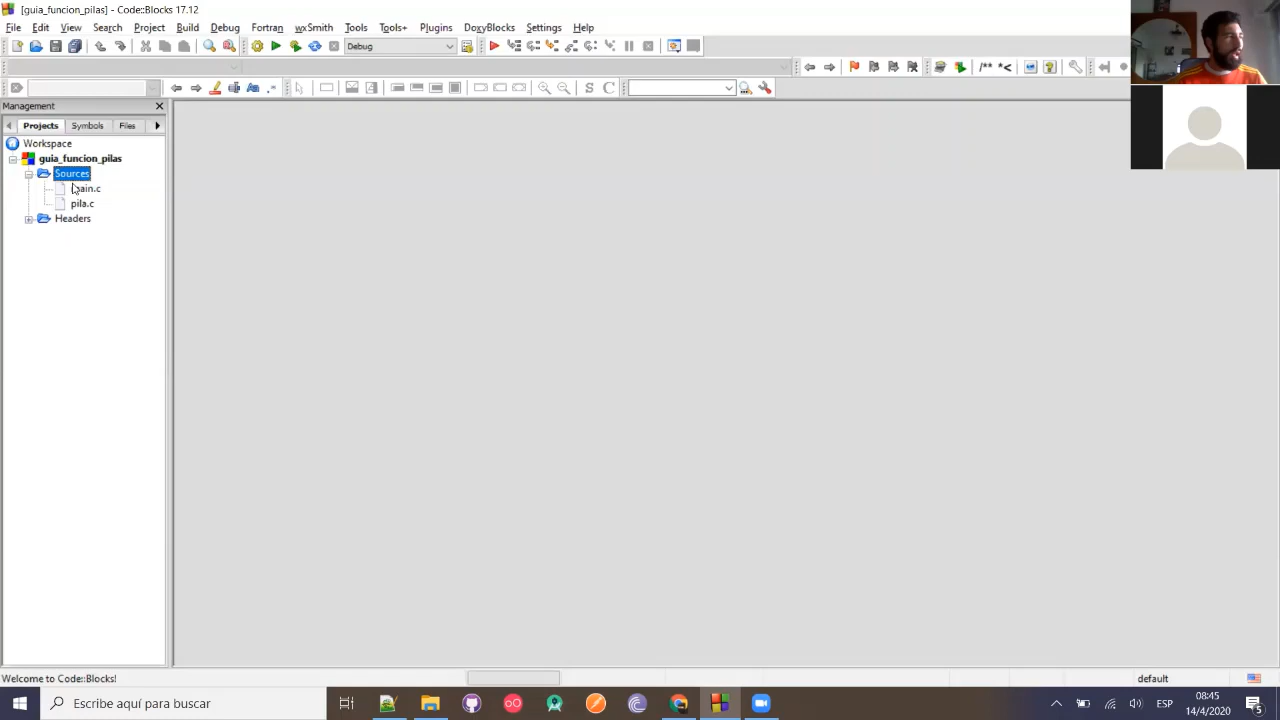 [guia_funcion_pilas] - Code::Blocks 17.12
File Edit View Search Project Build Debug Fortran wxSmith Tools Tools+ Plugins DoxyBlocks Settings Help
Debug
/** *<
S C
Management
Projects Symbols Files
Workspace
guia_funcion_pilas
Sources
main.c
pila.c
Headers
Welcome to Code::Blocks!
default
Escribe aquí para buscar
ESP
08:45
14/4/2020
5